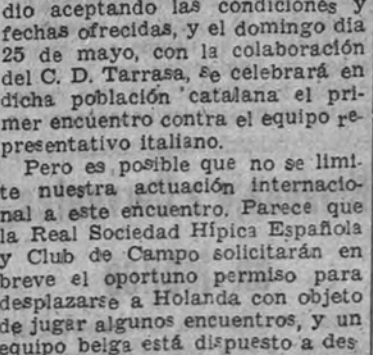 dio aceptando las condiciones y
fechas ofrecidas, y el domingo día
25 de mayo, con la colaboración
del C. D. Tarrasa, se celebrará en
dicha población catalana el pri-
mer encuentro contra el equipo re-
presentativo italiano.
Pero es posible que no se limi-
te nuestra actuación internacio-
nal a este encuentro. Parece que
la Real Sociedad Hípica Española
y Club de Campo solicitarán en
breve el oportuno permiso para
desplazarse a Holanda con objeto
de jugar algunos encuentros, y un
equipo belga está dispuesto a des-